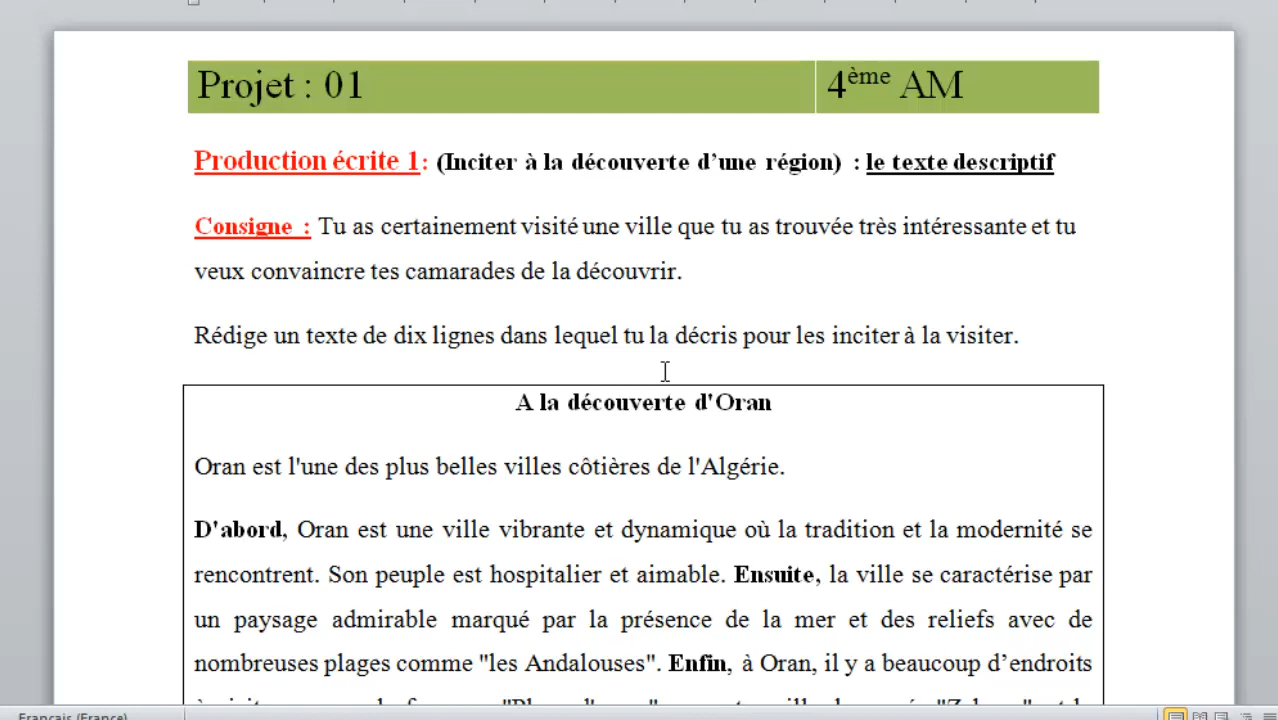 Projet : 01 4ème AM
Production écrite 1: (Inciter à la découverte d’une région) : le texte descriptif
Consigne : Tu as certainement visité une ville que tu as trouvée très intéressante et tu
veux convaincre tes camarades de la découvrir.
Rédige un texte de dix lignes dans lequel tu la décris pour les inciter à la visiter.
A la découverte d'Oran
Oran est l'une des plus belles villes côtières de l'Algérie.
D'abord, Oran est une ville vibrante et dynamique où la tradition et la modernité se
rencontrent. Son peuple est hospitalier et aimable. Ensuite, la ville se caractérise par
un paysage admirable marqué par la présence de la mer et des reliefs avec de
nombreuses plages comme "les Andalouses". Enfin, à Oran, il y a beaucoup d’endroits
Français (France)